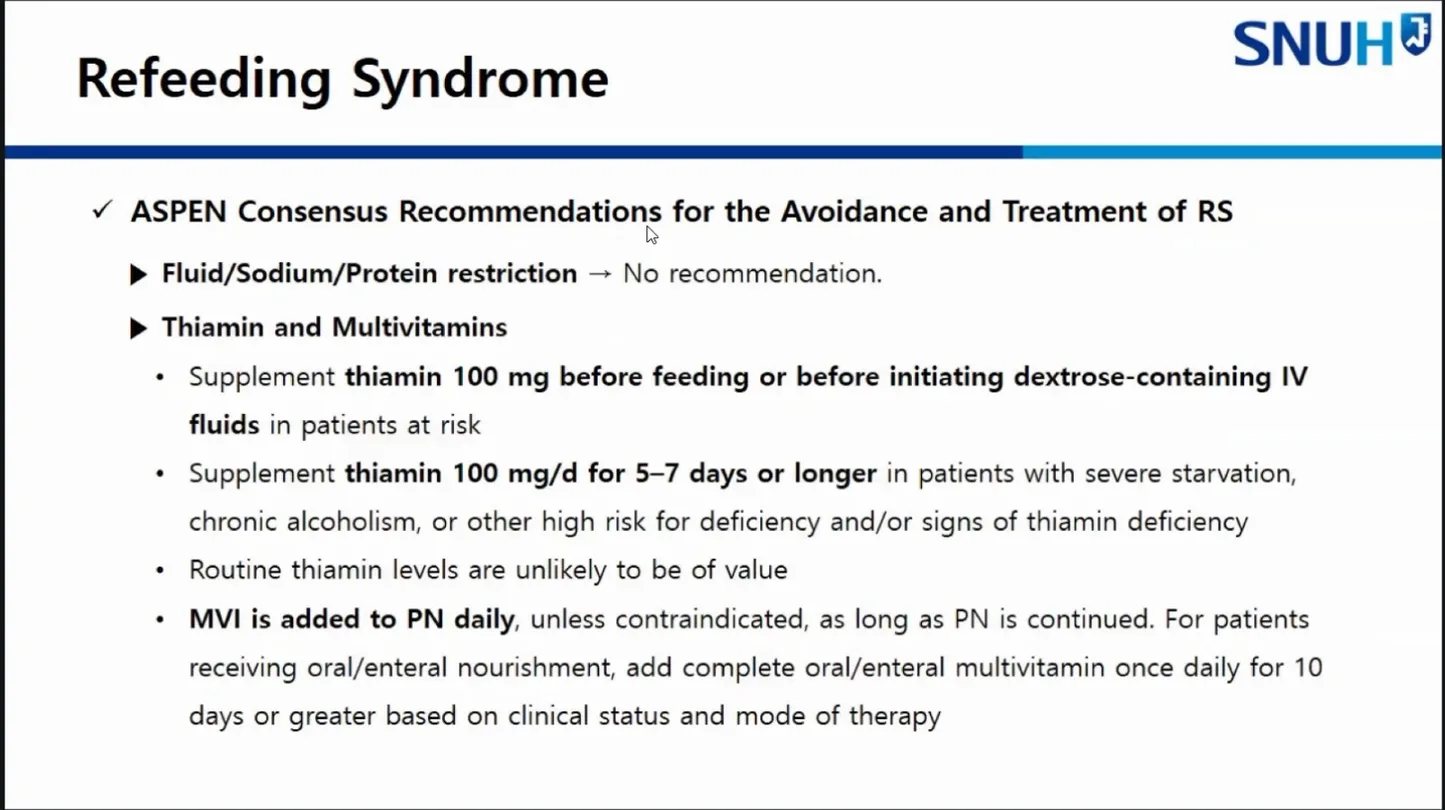 SNUH
Refeeding Syndrome
✓ ASPEN Consensus Recommendations for the Avoidance and Treatment of RS
▶ Fluid/Sodium/Protein restriction → No recommendation.
▶ Thiamin and Multivitamins
• Supplement thiamin 100 mg before feeding or before initiating dextrose-containing IV
fluids in patients at risk
• Supplement thiamin 100 mg/d for 5–7 days or longer in patients with severe starvation,
chronic alcoholism, or other high risk for deficiency and/or signs of thiamin deficiency
• Routine thiamin levels are unlikely to be of value
• MVI is added to PN daily, unless contraindicated, as long as PN is continued. For patients
receiving oral/enteral nourishment, add complete oral/enteral multivitamin once daily for 10
days or greater based on clinical status and mode of therapy